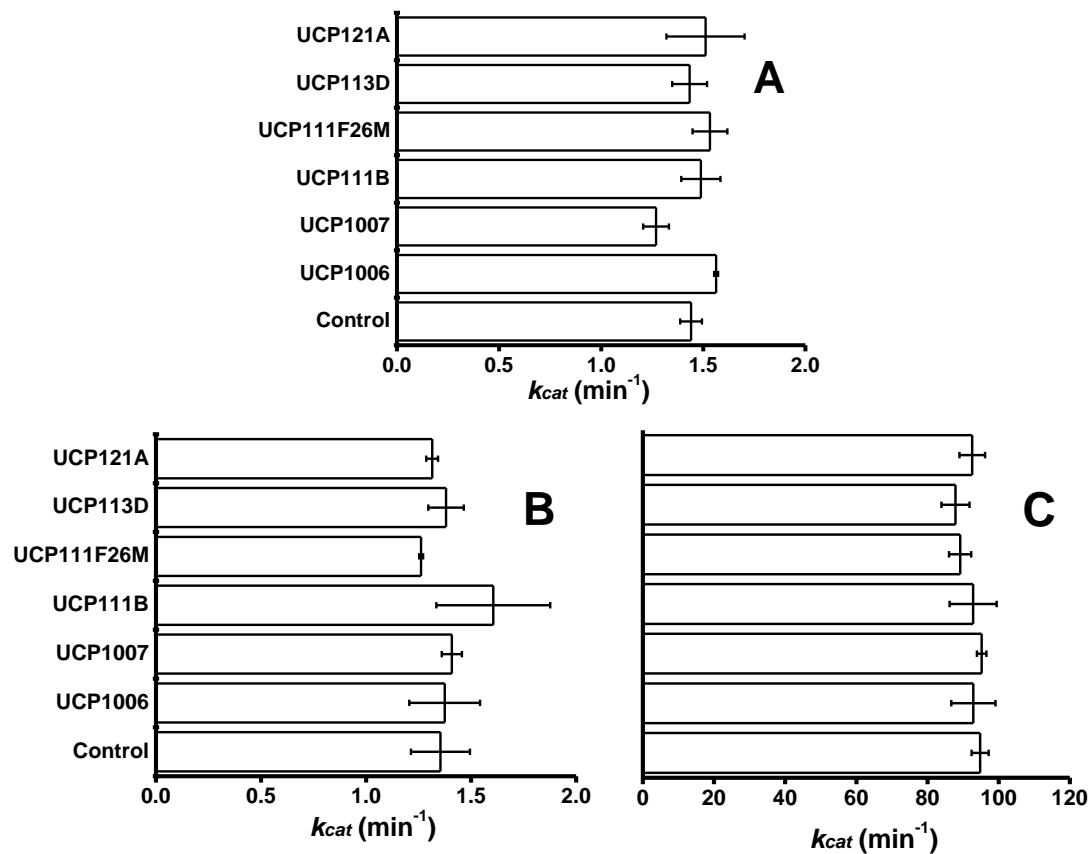 UCP121A
UCP113D
UCP111F26M
UCP111B
UCP1007
UCP1006
Control
A
0.0 0.5 1.0 1.5 2.0
kcat (min-1)
UCP121A
UCP113D
UCP111F26M
UCP111B
UCP1007
UCP1006
Control
B
0.0 0.5 1.0 1.5 2.0
kcat (min-1)
C
0 20 40 60 80 100 120
kcat (min-1)